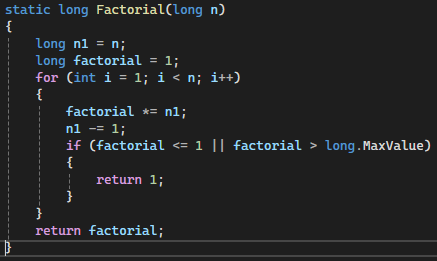 static long Factorial(long n)
{
    long n1 = n;
    long factorial = 1;
    for (int i = 1; i < n; i++)
    {
        factorial *= n1;
        n1 -= 1;
        if (factorial <= 1 || factorial > long.MaxValue)
        {
            return 1;
        }
    }
    return factorial;
}